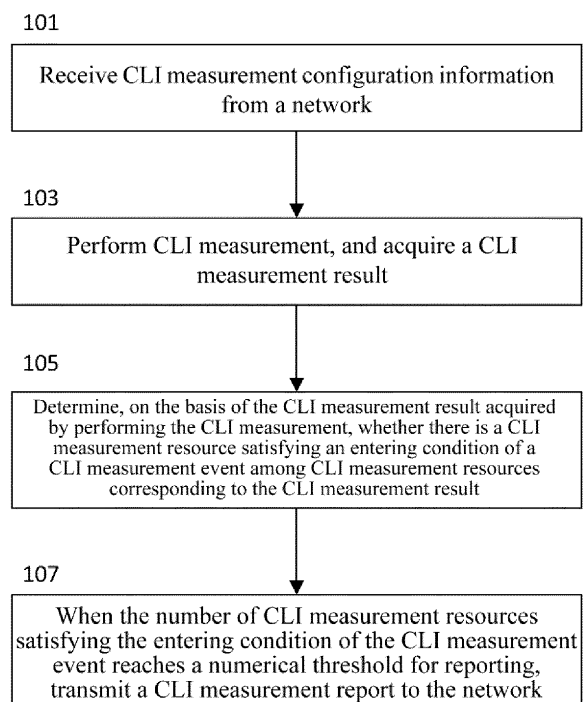 101
Receive CLI measurement configuration information
from a network
103
Perform CLI measurement, and acquire a CLI
measurement result
105
Determine, on the basis of the CLI measurement result acquired
by performing the CLI measurement, whether there is a CLI
measurement resource satisfying an entering condition of a
CLI measurement event among CLI measurement resources
corresponding to the CLI measurement result
107
When the number of CLI measurement resources
satisfying the entering condition of the CLI measurement
event reaches a numerical threshold for reporting,
transmit a CLI measurement report to the network